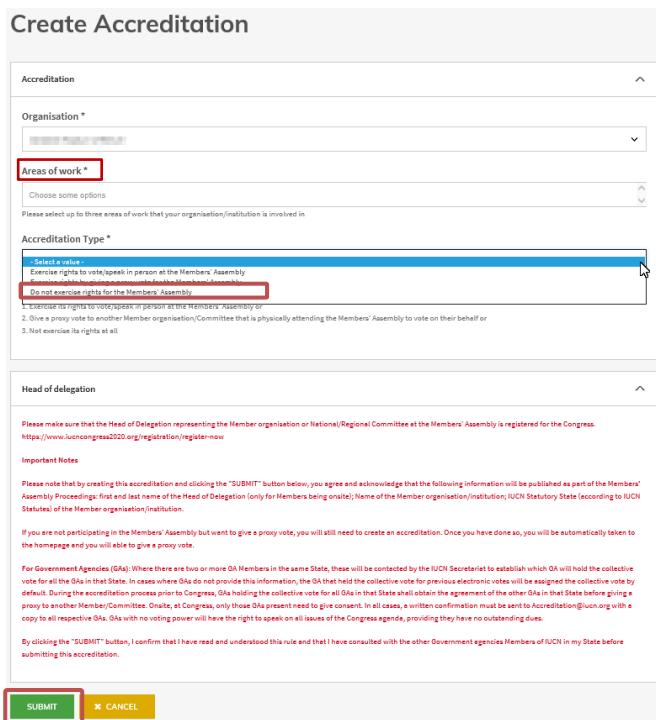 Create Accreditation
Accreditation
Organisation *
Areas of work *
Choose some options
Please select up to three areas of work that your organisation/institution is involved in
Accreditation Type *
- Select a value -
Exercise rights to vote/speak in person at the Members' Assembly
Exercise rights by giving a proxy vote for the Members' Assembly
Do not exercise rights for the Members' Assembly
1. Exercise its rights to vote/speak in person at the Members' Assembly or
2. Give a proxy vote to another Member organisation/Committee that is physically attending the Members' Assembly to vote on their behalf or
3. Not exercise its rights at all
Head of delegation
Please make sure that the Head of Delegation representing the Member organisation or National/Regional Committee at the Members' Assembly is registered for the Congress.
https://www.iucncongress2020.org/registration/register-now
Important Notes
Please note that by creating this accreditation and clicking the "SUBMIT" button below, you agree and acknowledge that the following information will be published as part of the Members'
Assembly Proceedings: first and last name of the Head of Delegation (only for Members being onsite); Name of the Member organisation/institution; IUCN Statutory State (according to IUCN
Statutes) of the Member organisation/institution.
If you are not participating in the Members' Assembly but want to give a proxy vote, you will still need to create an accreditation. Once you have done so, you will be automatically taken to
the homepage and you will able to give a proxy vote.
For Government Agencies (GAs): Where there are two or more GA Members in the same State, these will be contacted by the IUCN Secretariat to establish which GA will hold the collective
vote for all the GAs in that State. In cases where GAs do not provide this information, the GA that held the collective vote for previous electronic votes will be assigned the collective vote by
default. During the accreditation process prior to Congress, GAs holding the collective vote for all GAs in that State shall obtain the agreement of the other GAs in that State before giving a
proxy to another Member/Committee. Onsite, at Congress, only those GAs present need to give consent. In all cases, a written confirmation must be sent to Accreditation@iucn.org with a
copy to all respective GAs. GAs with no voting power will have the right to speak on all issues of the Congress agenda, providing they have no outstanding dues.
By clicking the "SUBMIT" button, I confirm that I have read and understood this rule and that I have consulted with the other Government agencies Members of IUCN in my State before
submitting this accreditation.
SUBMIT
✖ CANCEL